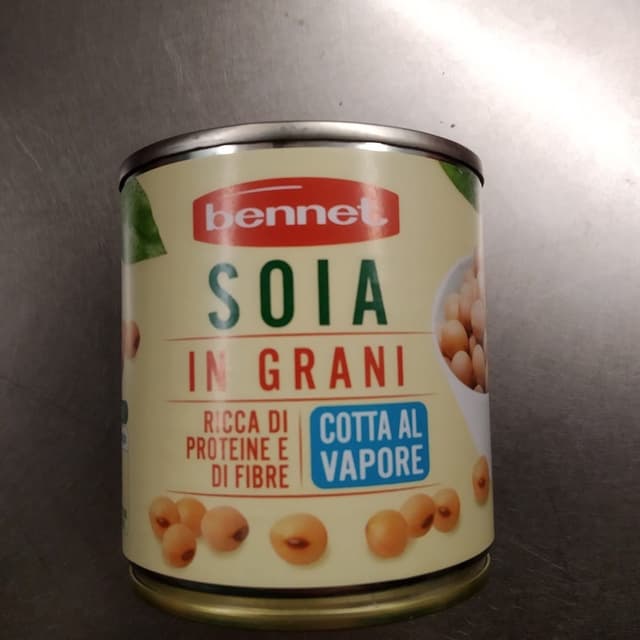 bennet
SOIA
IN GRANI
RICCA DI
PROTEINE E
DI FIBRE
COTTA AL
VAPORE